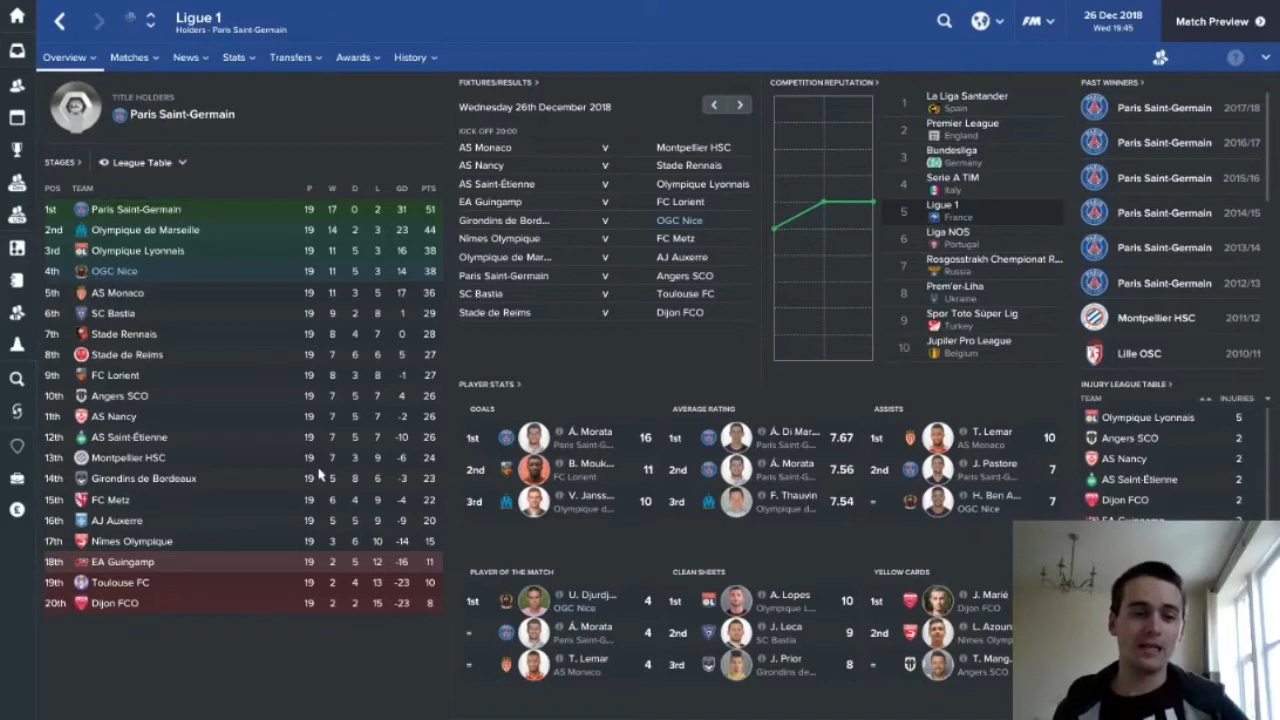 Ligue 1
Holders - Paris Saint-Germain
FM
26 Dec 2018
Wed 19:45
Match Preview
Overview
Matches
News
Stats
Transfers
Awards
History
?
TITLE HOLDERS
Paris Saint-Germain
STAGES >
League Table
POS TEAM P W D L GD PTS
1st Paris Saint-Germain 19 17 0 2 31 51
2nd Olympique de Marseille 19 14 2 3 23 44
3rd Olympique Lyonnais 19 11 5 3 16 38
4th OGC Nice 19 11 5 3 14 38
5th AS Monaco 19 11 3 5 17 36
6th SC Bastia 19 9 2 8 1 29
7th Stade Rennais 19 8 4 7 0 28
8th Stade de Reims 19 7 6 6 5 27
9th FC Lorient 19 8 3 8 -1 27
10th Angers SCO 19 7 5 7 4 26
11th AS Nancy 19 7 5 7 -2 26
12th AS Saint-Étienne 19 7 5 7 -10 26
13th Montpellier HSC 19 7 3 9 -6 24
14th Girondins de Bordeaux 19 5 8 6 -3 23
15th FC Metz 19 6 4 9 -4 22
16th AJ Auxerre 19 5 5 9 -9 20
17th Nîmes Olympique 19 3 6 10 -14 15
18th EA Guingamp 19 2 5 12 -16 11
19th Toulouse FC 19 2 4 13 -23 10
20th Dijon FCO 19 2 2 15 -23 8
FIXTURES/RESULTS >
Wednesday 26th December 2018
KICK OFF 20:00
AS Monaco v Montpellier HSC
AS Nancy v Stade Rennais
AS Saint-Étienne v Olympique Lyonnais
EA Guingamp v FC Lorient
Girondins de Bord... v OGC Nice
Nîmes Olympique v FC Metz
Olympique de Mar... v AJ Auxerre
Paris Saint-Germain v Angers SCO
SC Bastia v Toulouse FC
Stade de Reims v Dijon FCO
COMPETITION REPUTATION >
1 La Liga Santander
Spain
2 Premier League
England
3 Bundesliga
Germany
4 Serie A TIM
Italy
5 Ligue 1
France
6 Liga NOS
Portugal
7 Rosgosstrakh Chempionat R...
Russia
8 Prem'er-Liha
Ukraine
9 Spor Toto Süper Lig
Turkey
10 Jupiler Pro League
Belgium
PAST WINNERS >
Paris Saint-Germain 2017/18
Paris Saint-Germain 2016/17
Paris Saint-Germain 2015/16
Paris Saint-Germain 2014/15
Paris Saint-Germain 2013/14
Paris Saint-Germain 2012/13
Montpellier HSC 2011/12
Lille OSC 2010/11
PLAYER STATS >
GOALS
1st Á. Morata 16
Paris Saint-G...
2nd B. Mouk... 11
FC Lorient
3rd V. Janss... 10
Olympique d...
AVERAGE RATING
1st Á. Di Mar... 7.67
Paris Saint-G...
2nd Á. Morata 7.56
Paris Saint-G...
3rd F. Thauvin 7.54
Olympique d...
ASSISTS
1st T. Lemar 10
AS Monaco
2nd J. Pastore 7
Paris Saint-G...
= H. Ben A... 7
OGC Nice
INJURY LEAGUE TABLE >
TEAM INJURIES
Olympique Lyonnais 5
Angers SCO 2
AS Nancy 2
AS Saint-Étienne 2
Dijon FCO 2
EA Guingamp
PLAYER OF THE MATCH
1st U. Djurdj... 4
OGC Nice
= Á. Morata 4
Paris Saint-G...
= T. Lemar 4
AS Monaco
CLEAN SHEETS
1st A. Lopes 10
Olympique L...
2nd J. Leca 9
SC Bastia
3rd J. Prior 8
Girondins de...
YELLOW CARDS
1st J. Marié
Dijon FCO
2nd L. Azoun
Nîmes Olymp
= T. Mang.
Angers SCO